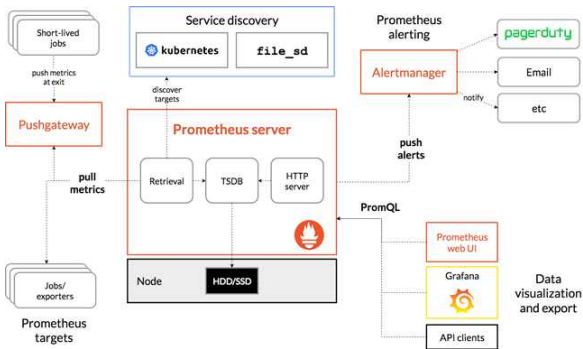 Short-lived
jobs
push metrics
at exit
Pushgateway
Service discovery
kubernetes
file_sd
discover
targets
Prometheus
alerting
Alertmanager
pagerduty
Email
notify
etc
Prometheus server
push
alerts
pull
metrics
Retrieval
TSDB
HTTP
server
PromQL
Node
HDD/SSD
Jobs/
exporters
Prometheus
targets
Prometheus
web UI
Grafana
API clients
Data
visualization
and export